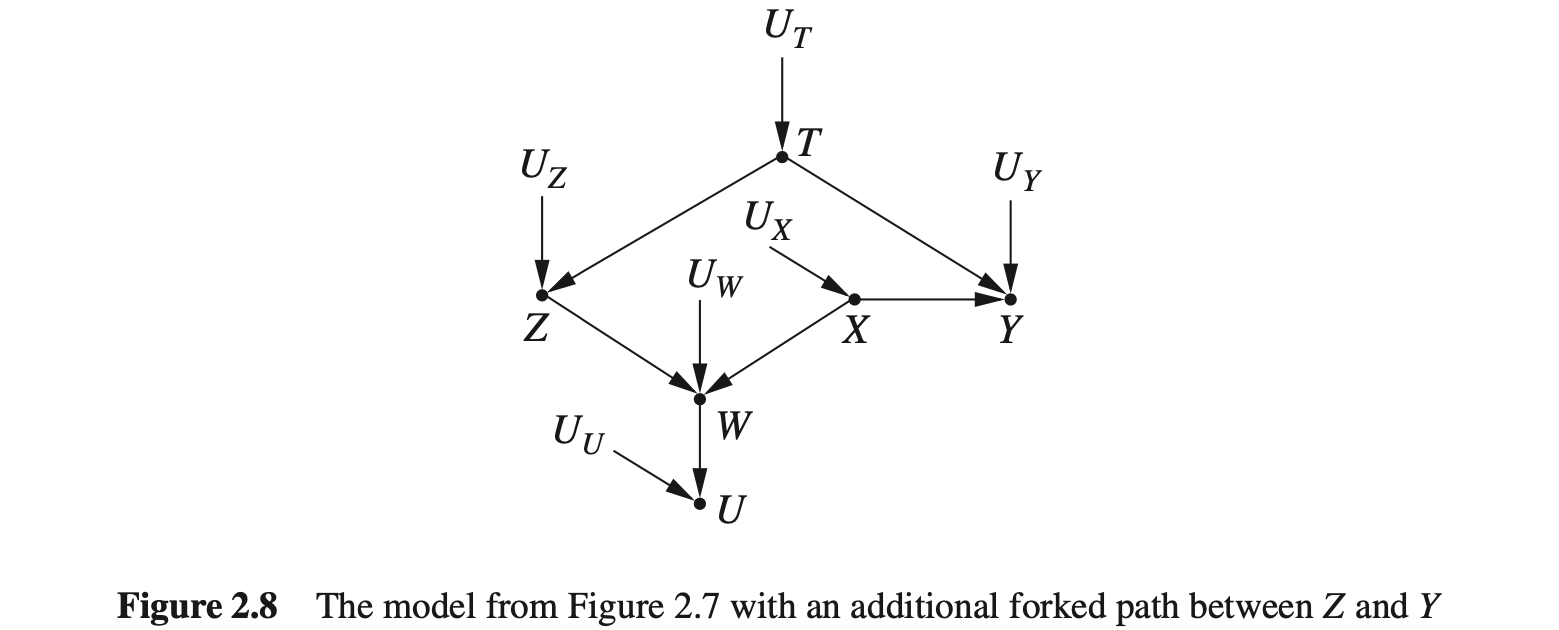 U_T
T
U_Z
U_Y
U_X
U_W
Z
X
Y
W
U_U
U
Figure 2.8 The model from Figure 2.7 with an additional forked path between Z and Y